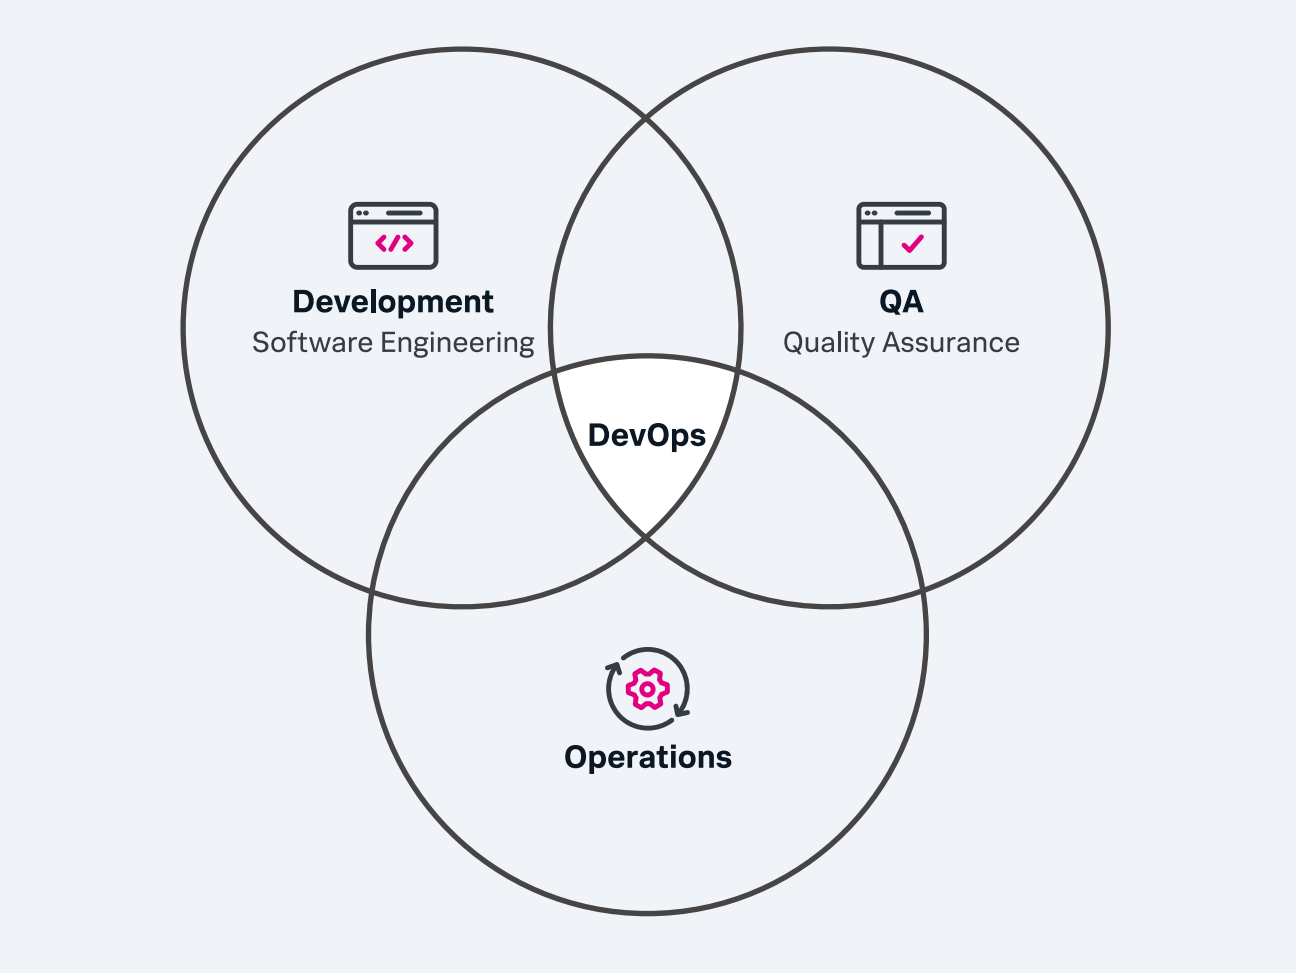 Development
Software Engineering
QA
Quality Assurance
DevOps
Operations